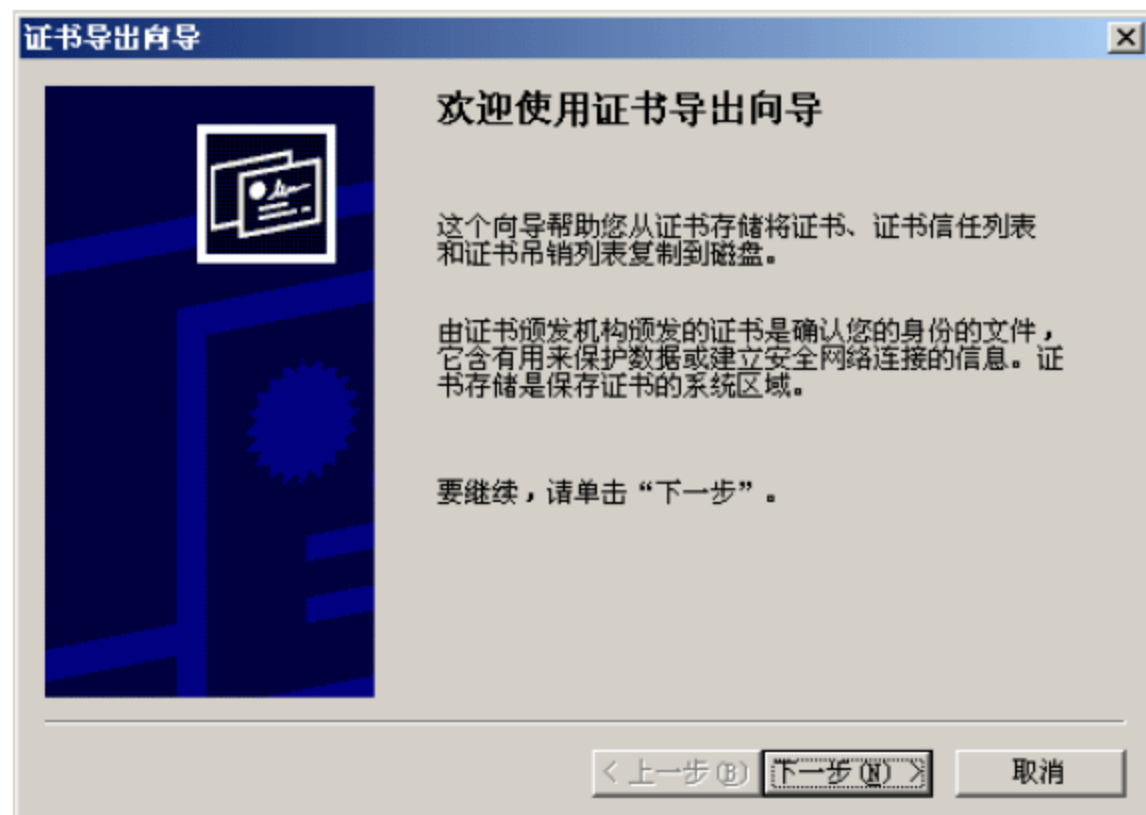 证书导出向导
欢迎使用证书导出向导
这个向导帮助您从证书存储将证书、证书信任列表
和证书吊销列表复制到磁盘。
由证书颁发机构颁发的证书是确认您的身份的文件，
它含有用来保护数据或建立安全网络连接的信息。证
书存储是保存证书的系统区域。
要继续，请单击“下一步”。
< 上一步(B) 下一步(N) > 取消